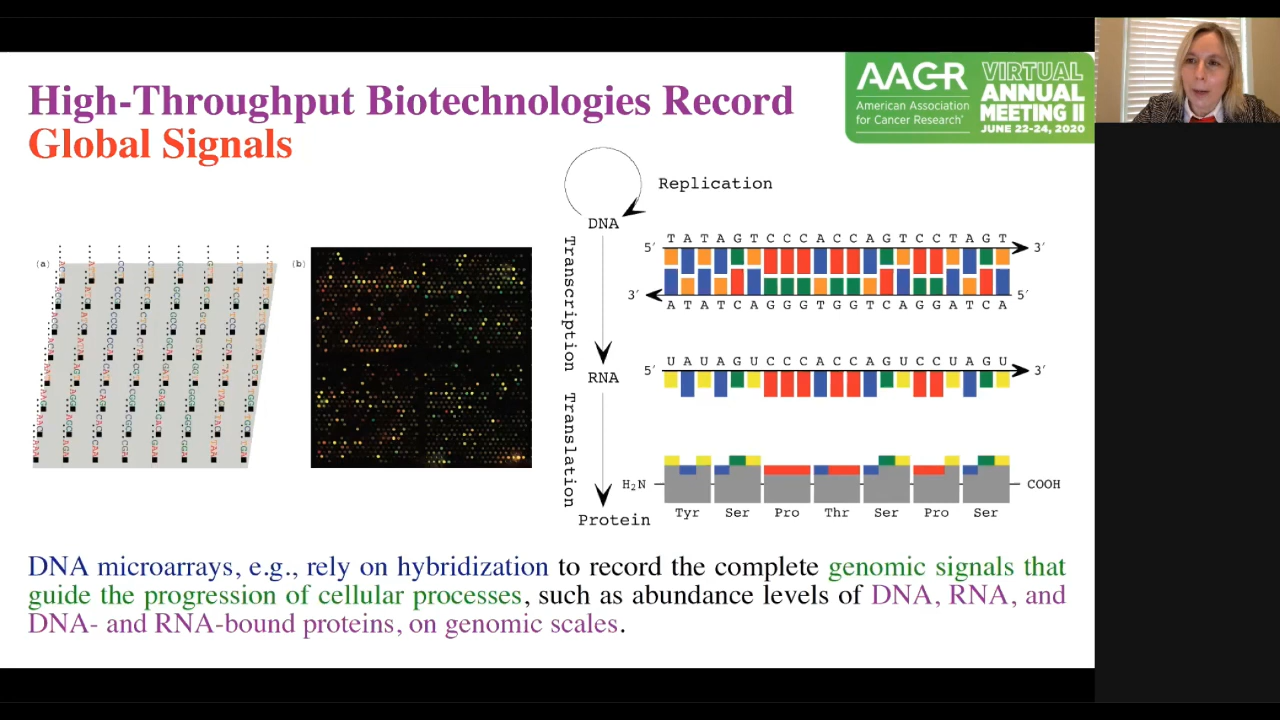 High-Throughput Biotechnologies Record
Global Signals
AACR
American Association
for Cancer Research®
VIRTUAL
ANNUAL
MEETING II
JUNE 22-24, 2020
(a)
(b)
Replication
DNA
Transcription
RNA
Translation
Protein
T A T A G T C C C A C C A G T C C T A G T
5′ 3′
3′ 5′
A T A T C A G G G T G G T C A G G A T C A
U A U A G U C C C A C C A G U C C U A G U
5′ 3′
H2N COOH
Tyr Ser Pro Thr Ser Pro Ser
DNA microarrays, e.g., rely on hybridization to record the complete genomic signals that
guide the progression of cellular processes, such as abundance levels of DNA, RNA, and
DNA- and RNA-bound proteins, on genomic scales.